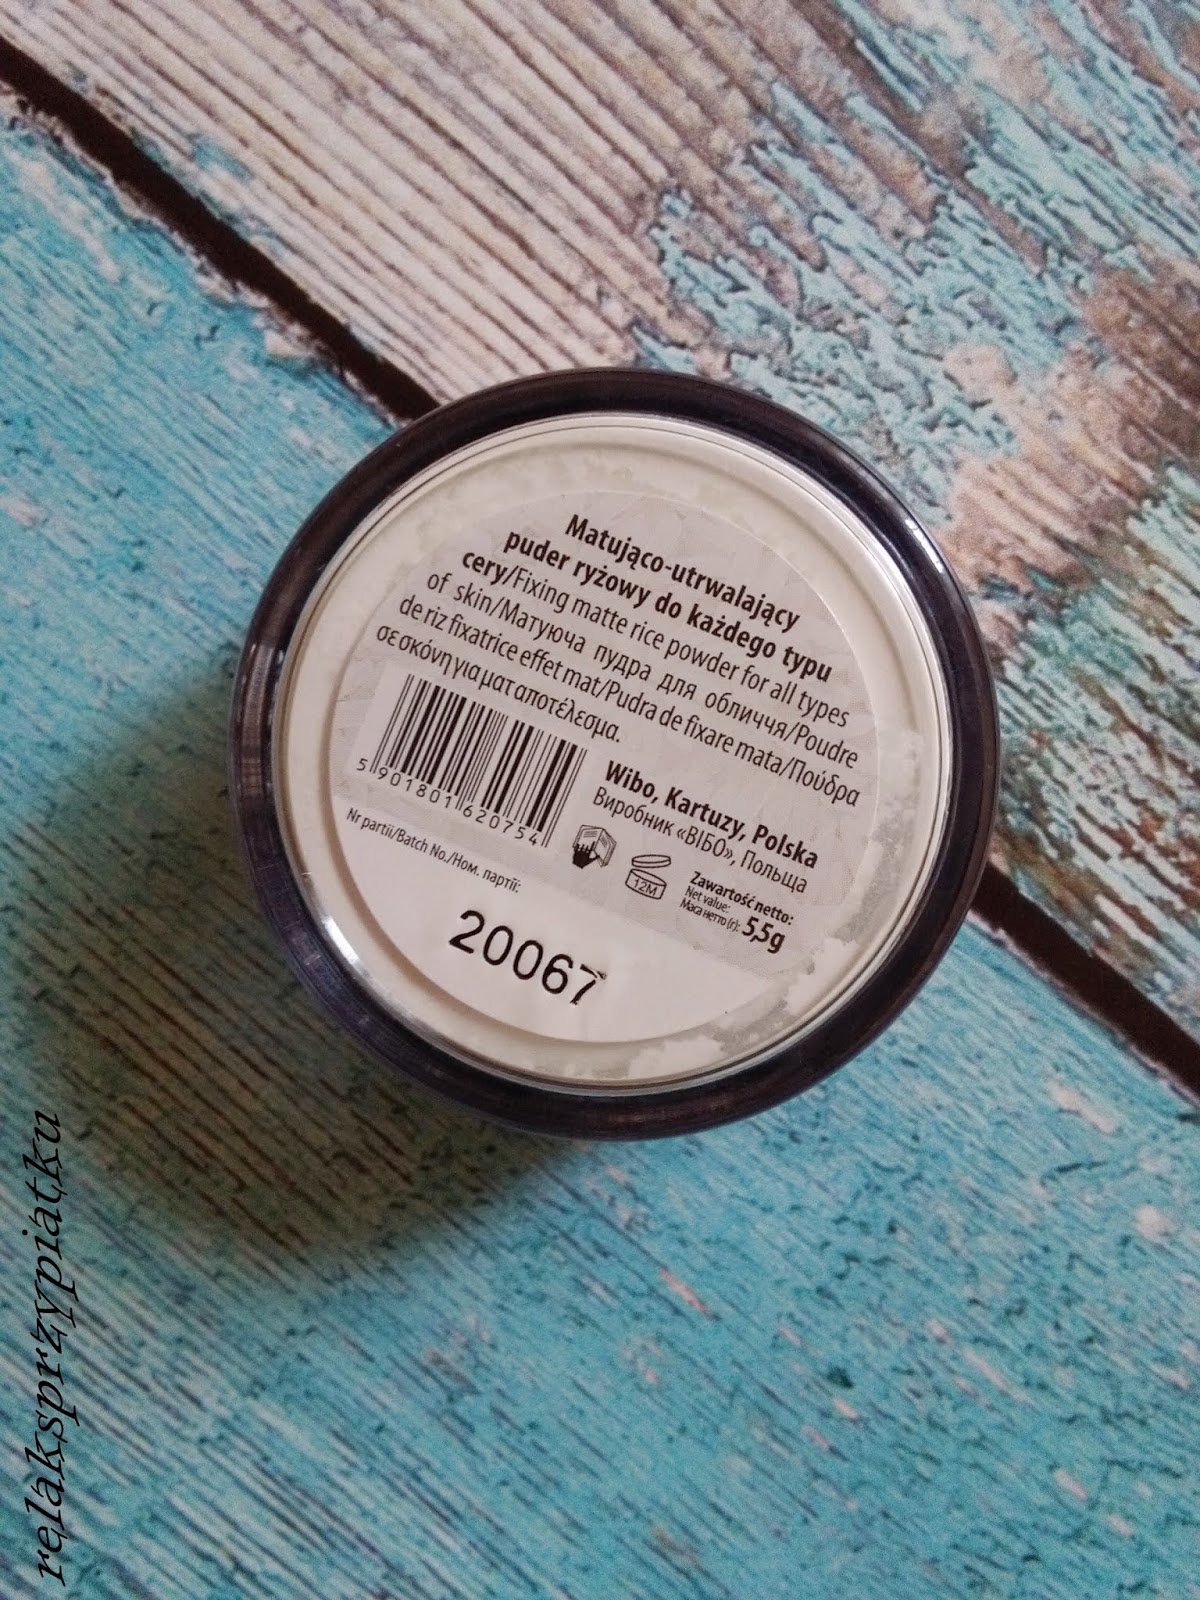 Matująco-utrwalający
puder ryżowy do każdego typu
cery/Fixing matte rice powder for all types
of skin/Матуюча пудра для обличчя/Poudre
de riz fixatrice effet mat/Pudra de fixare mata/Πούδρα
σε σκόνη για ματ αποτέλεσμα.
5 901801 620754
Wibo, Kartuzy, Polska
Виробник «ВІБО», Польща
12M
Zawartość netto:
Net value:
Маса нетто (г): 5,5g
Nr partii/Batch No./Ном. партії:
20067
relaksprzypiatku